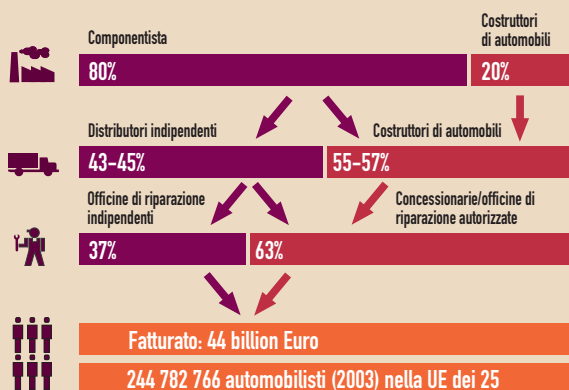 Componentista
Costruttori
di automobili
80%
20%
Distributori indipendenti
Costruttori di automobili
43-45%
55-57%
Officine di riparazione
indipendenti
Concessionarie/officine di
riparazione autorizzate
37%
63%
Fatturato: 44 billion Euro
244 782 766 automobilisti (2003) nella UE dei 25